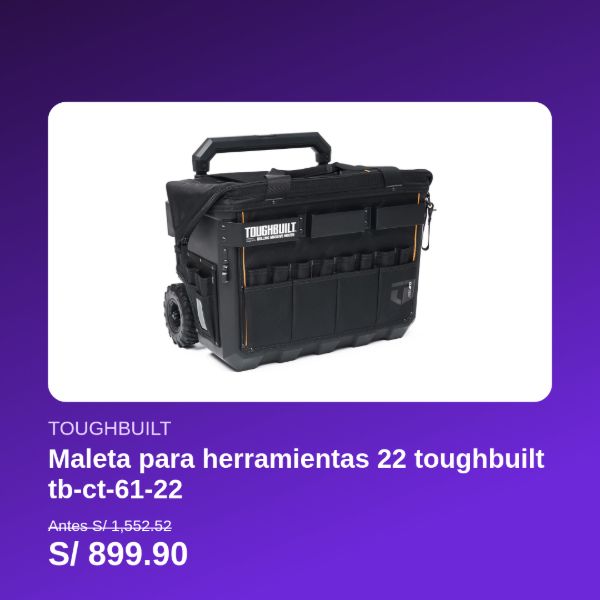 TOUGHBUILT
TOUGHBUILT
Maleta para herramientas 22 toughbuilt
tb-ct-61-22
Antes S/ 1,552.52
S/ 899.90